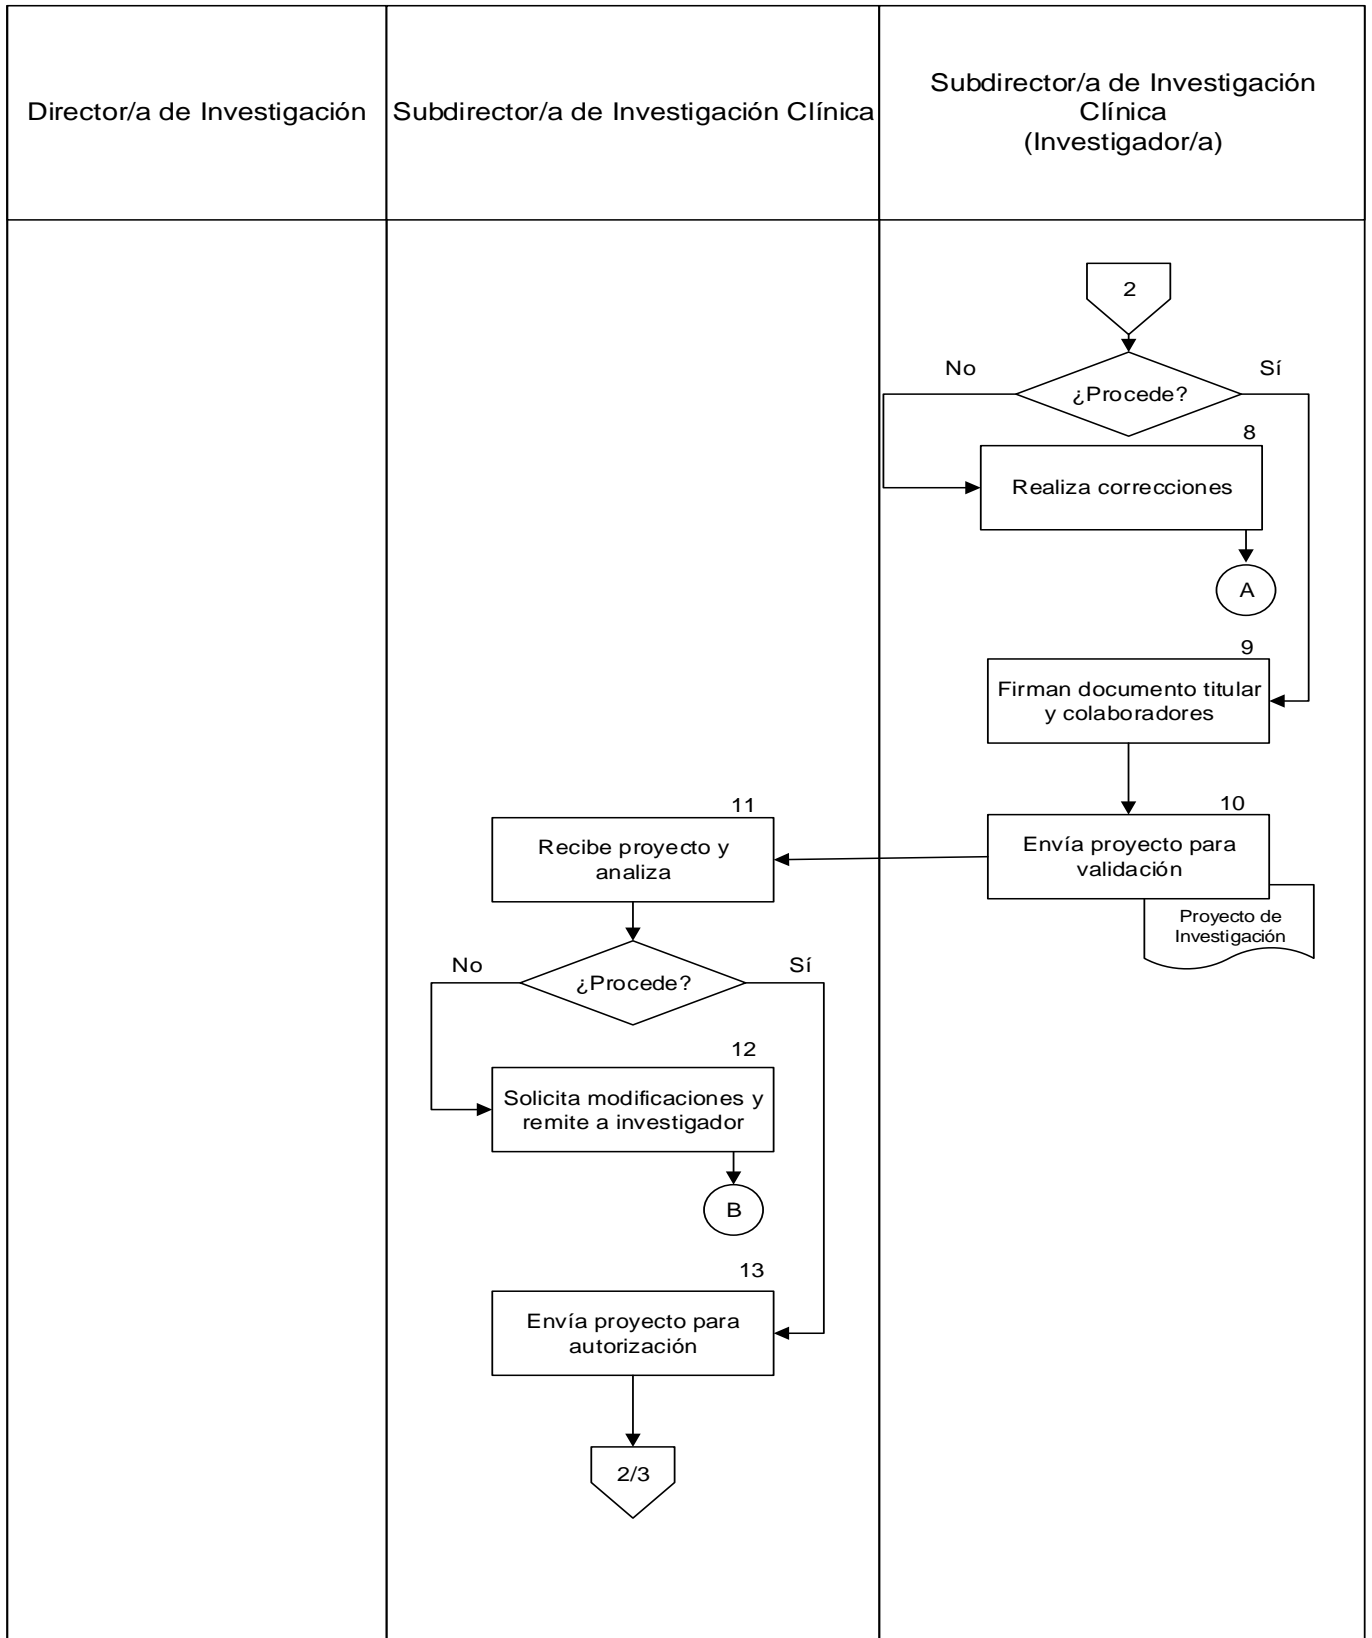 Director/a de Investigación
Subdirector/a de Investigación Clínica
Subdirector/a de Investigación
Clínica
(Investigador/a)
2
No
Sí
¿Procede?
8
Realiza correcciones
A
9
Firman documento titular
y colaboradores
10
Envía proyecto para
validación
Proyecto de
Investigación
11
Recibe proyecto y
analiza
No
Sí
¿Procede?
12
Solicita modificaciones y
remite a investigador
B
13
Envía proyecto para
autorización
2/3